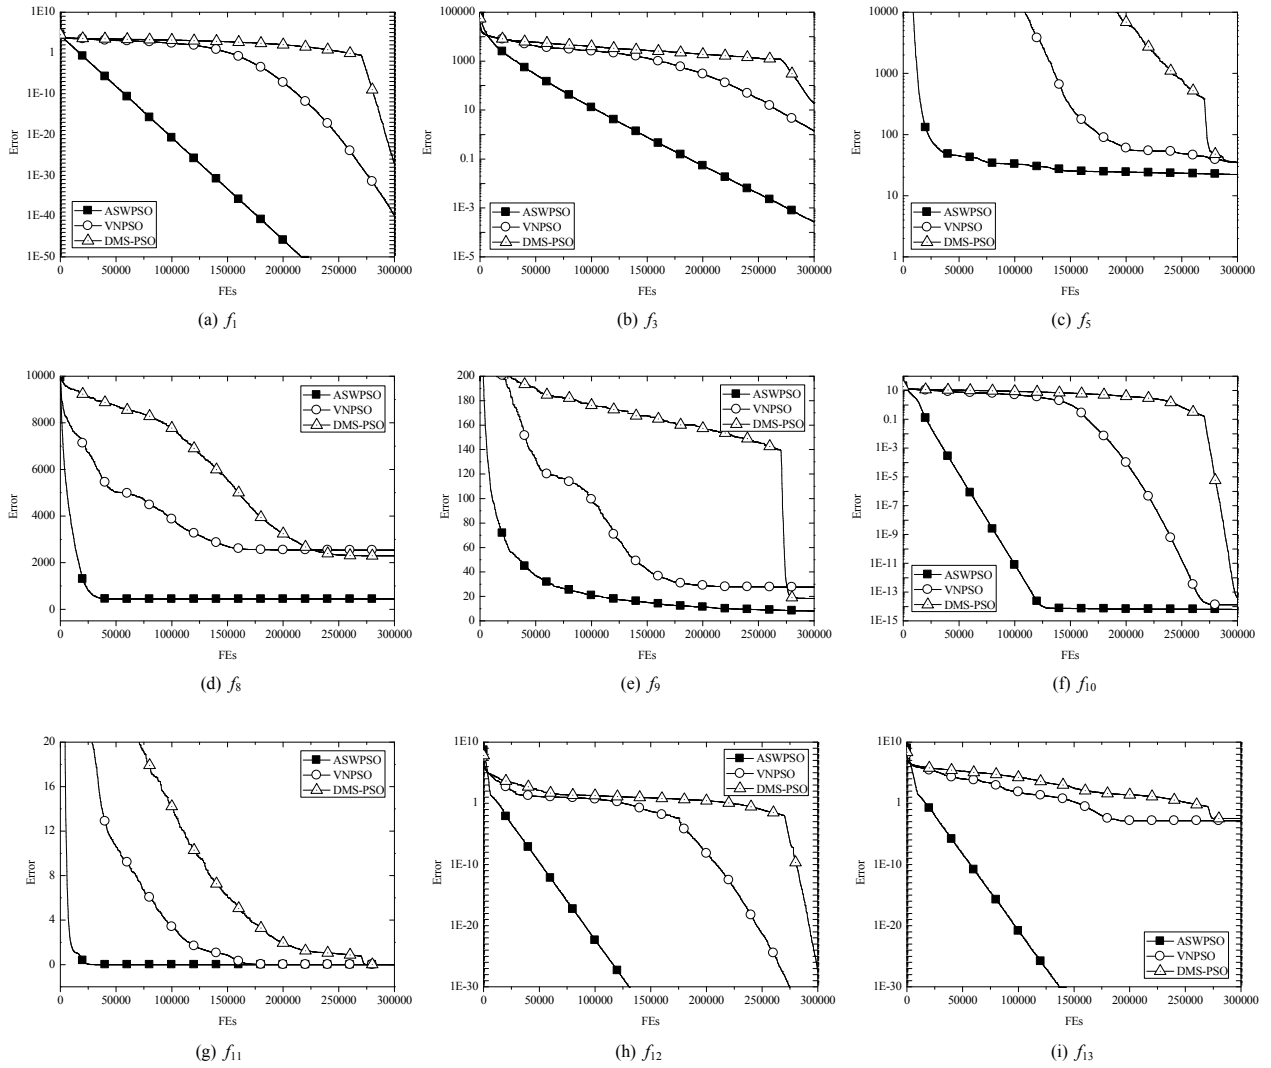 1E10
1
1E-10
1E-20
1E-30
1E-40
1E-50
Error
ASWPSO
VNPSO
DMS-PSO
0 50000 100000 150000 200000 250000 300000
FEs
(a) f1
100000
1000
10
0.1
1E-3
1E-5
Error
ASWPSO
VNPSO
DMS-PSO
0 50000 100000 150000 200000 250000 300000
FEs
(b) f3
10000
1000
100
10
1
Error
ASWPSO
VNPSO
DMS-PSO
0 50000 100000 150000 200000 250000 300000
FEs
(c) f5
10000
8000
6000
4000
2000
0
Error
ASWPSO
VNPSO
DMS-PSO
0 50000 100000 150000 200000 250000 300000
FEs
(d) f8
200
180
160
140
120
100
80
60
40
20
0
Error
ASWPSO
VNPSO
DMS-PSO
0 50000 100000 150000 200000 250000 300000
FEs
(e) f9
10
0.1
1E-3
1E-5
1E-7
1E-9
1E-11
1E-13
1E-15
Error
ASWPSO
VNPSO
DMS-PSO
0 50000 100000 150000 200000 250000 300000
FEs
(f) f10
20
16
12
8
4
0
Error
ASWPSO
VNPSO
DMS-PSO
0 50000 100000 150000 200000 250000 300000
FEs
(g) f11
1E10
1
1E-10
1E-20
1E-30
Error
ASWPSO
VNPSO
DMS-PSO
0 50000 100000 150000 200000 250000 300000
FEs
(h) f12
1E10
1
1E-10
1E-20
1E-30
Error
ASWPSO
VNPSO
DMS-PSO
0 50000 100000 150000 200000 250000 300000
FEs
(i) f13